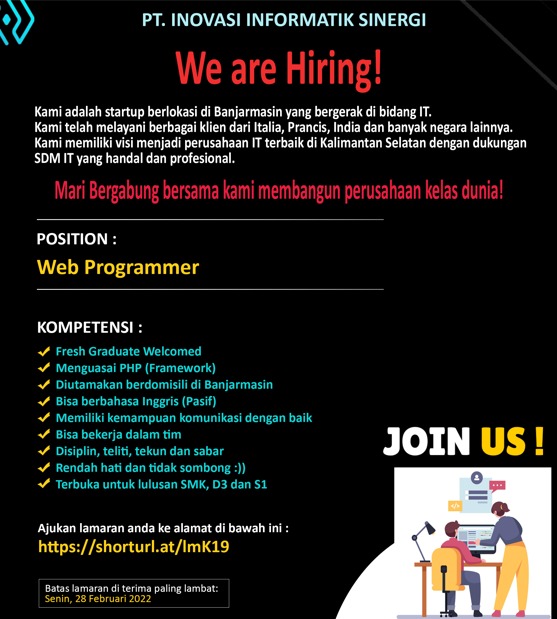 PT. INOVASI INFORMATIK SINERGI
We are Hiring!
Kami adalah startup berlokasi di Banjarmasin yang bergerak di bidang IT.
Kami telah melayani berbagai klien dari Italia, Prancis, India dan banyak negara lainnya.
Kami memiliki visi menjadi perusahaan IT terbaik di Kalimantan Selatan dengan dukungan
SDM IT yang handal dan profesional.
Mari Bergabung bersama kami membangun perusahaan kelas dunia!
POSITION :
Web Programmer
KOMPETENSI :
Fresh Graduate Welcomed
Menguasai PHP (Framework)
Diutamakan berdomisili di Banjarmasin
Bisa berbahasa Inggris (Pasif)
Memiliki kemampuan komunikasi dengan baik
Bisa bekerja dalam tim
Disiplin, teliti, tekun dan sabar
Rendah hati dan tidak sombong :))
Terbuka untuk lulusan SMK, D3 dan S1
JOIN US !
Ajukan lamaran anda ke alamat di bawah ini :
https://shorturl.at/lmK19
Batas lamaran di terima paling lambat:
Senin, 28 Februari 2022